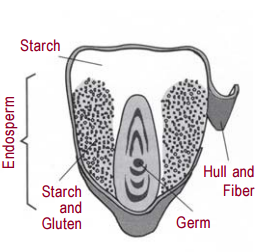 Starch
Endosperm
Hull and
Fiber
Starch
and
Gluten
Germ